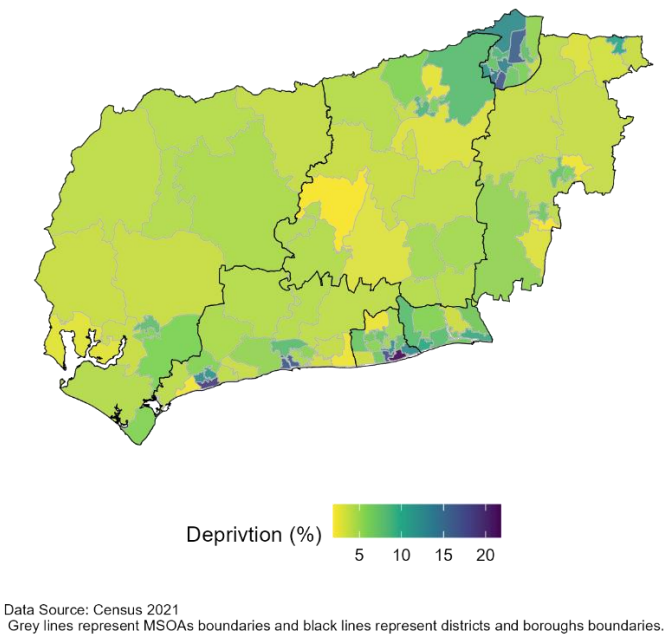 Deprivtion (%)
5 10 15 20
Data Source: Census 2021
Grey lines represent MSOAs boundaries and black lines represent districts and boroughs boundaries.